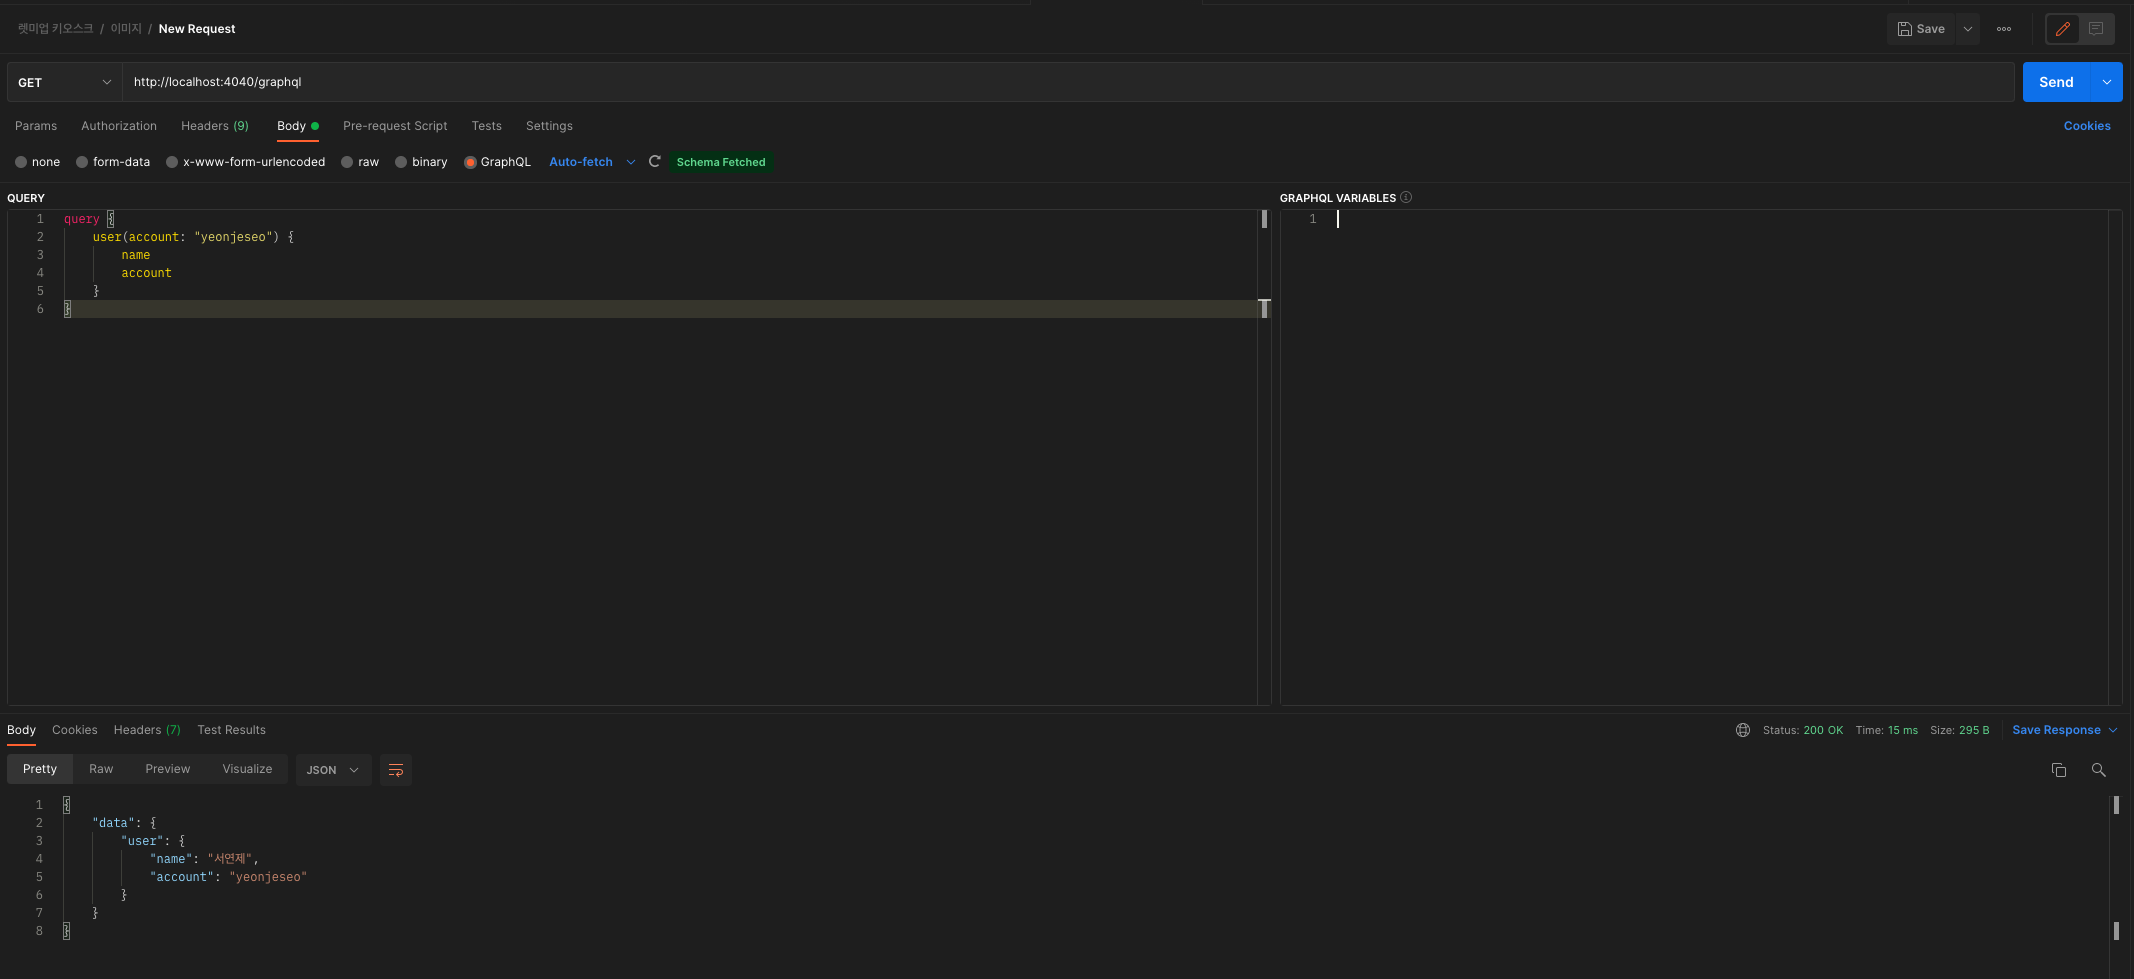 렛미업 키오스크 / 이미지 / New Request
Save
GET http://localhost:4040/graphql Send
Params Authorization Headers (9) Body Pre-request Script Tests Settings Cookies
none form-data x-www-form-urlencoded raw binary GraphQL Auto-fetch Schema Fetched
QUERY
1 query {
2 user(account: "yeonjeseo") {
3 name
4 account
5 }
6 }
GRAPHQL VARIABLES
1
Body Cookies Headers (7) Test Results Status: 200 OK Time: 15 ms Size: 295 B Save Response
Pretty Raw Preview Visualize JSON
1 {
2 "data": {
3 "user": {
4 "name": "서연제",
5 "account": "yeonjeseo"
6 }
7 }
8 }